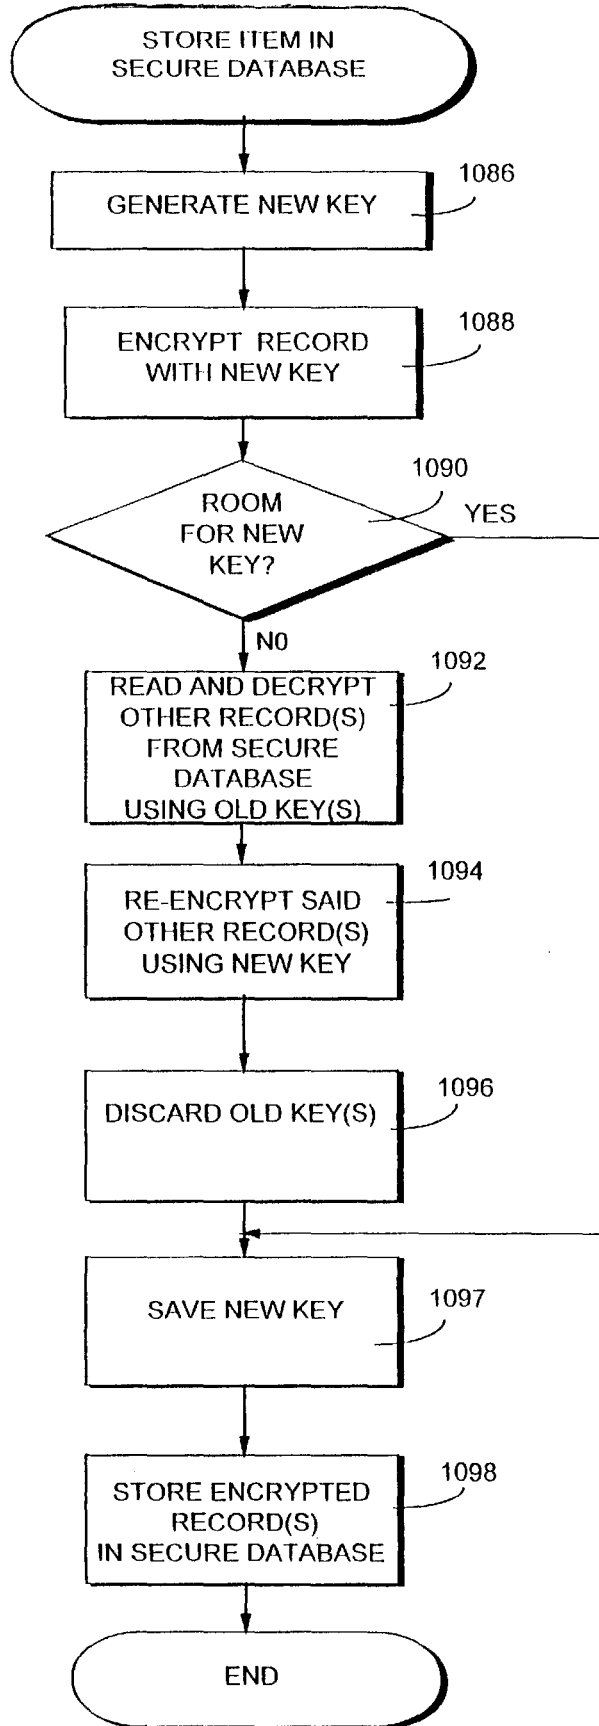 STORE ITEM IN
SECURE DATABASE
1086
GENERATE NEW KEY
1088
ENCRYPT RECORD
WITH NEW KEY
1090
ROOM
FOR NEW
KEY?
YES
N0
1092
READ AND DECRYPT
OTHER RECORD(S)
FROM SECURE
DATABASE
USING OLD KEY(S)
1094
RE-ENCRYPT SAID
OTHER RECORD(S)
USING NEW KEY
1096
DISCARD OLD KEY(S)
1097
SAVE NEW KEY
1098
STORE ENCRYPTED
RECORD(S)
IN SECURE DATABASE
END